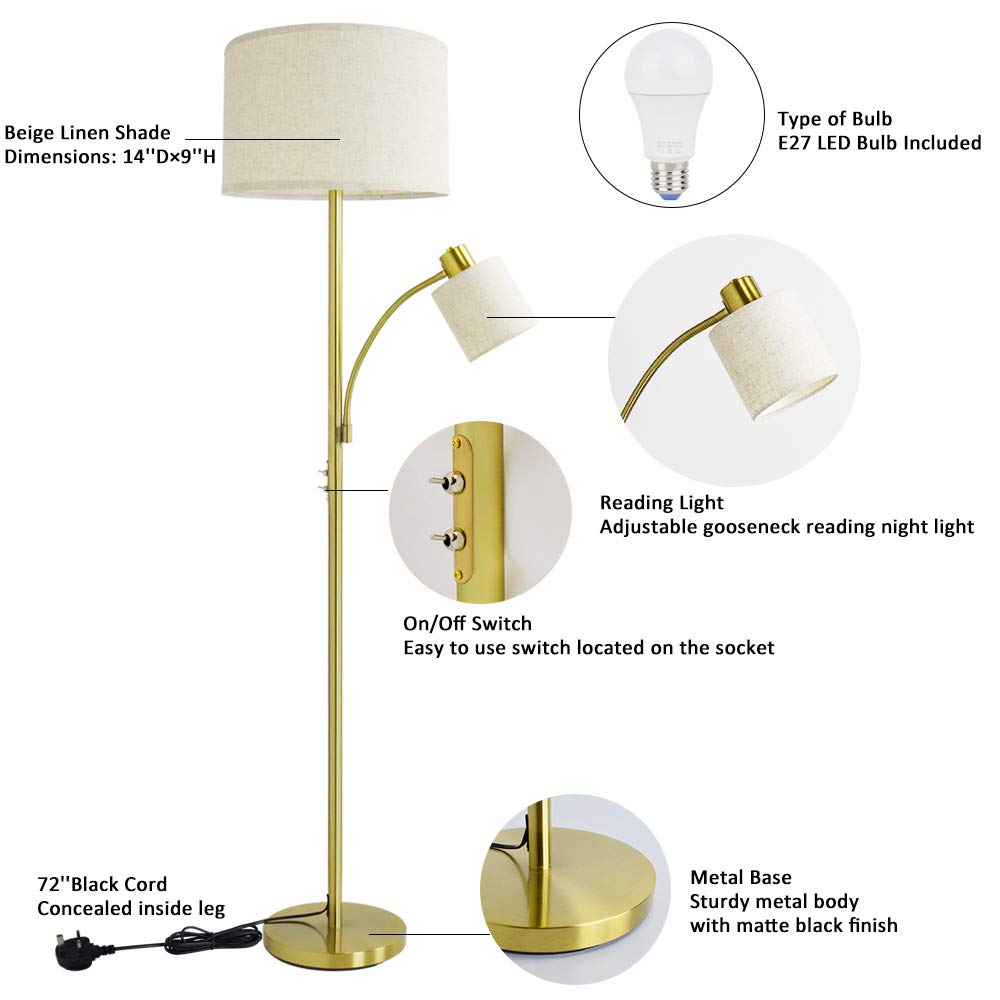 Beige Linen Shade
Dimensions: 14''D×9''H
Type of Bulb
E27 LED Bulb Included
Reading Light
Adjustable gooseneck reading night light
On/Off Switch
Easy to use switch located on the socket
72''Black Cord
Concealed inside leg
Metal Base
Sturdy metal body
with matte black finish